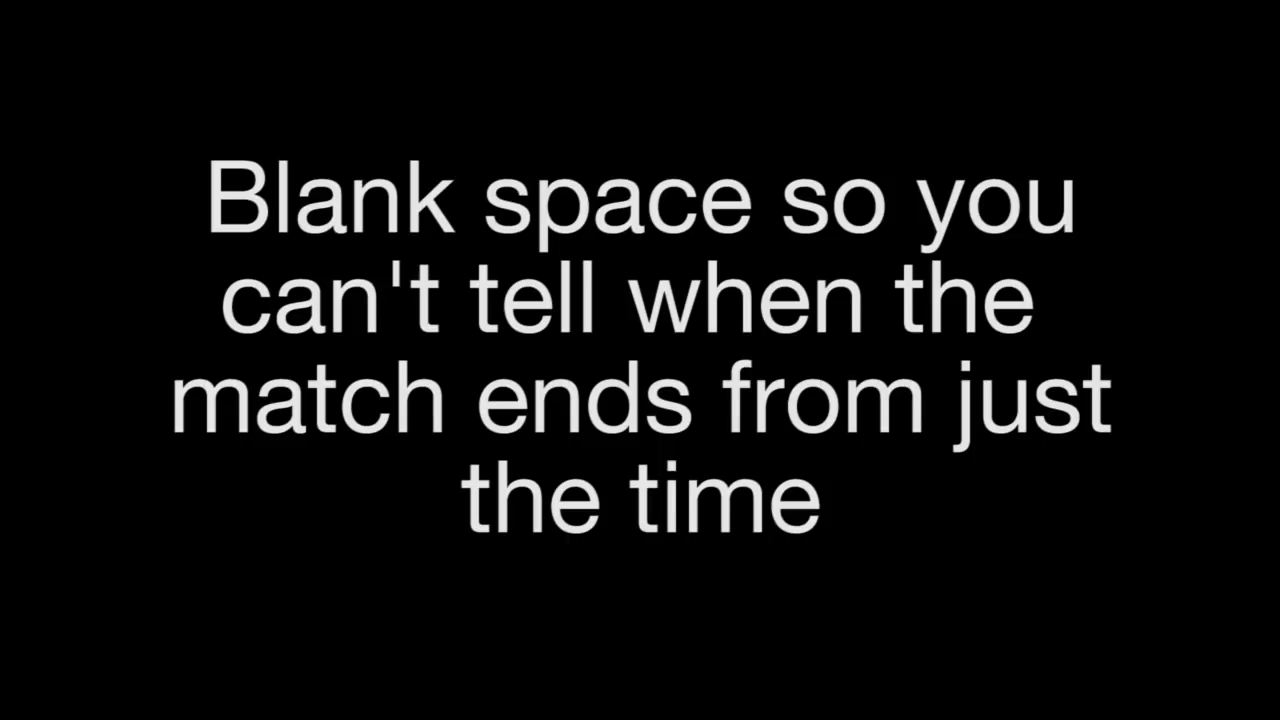 Blank space so you
can't tell when the
match ends from just
the time